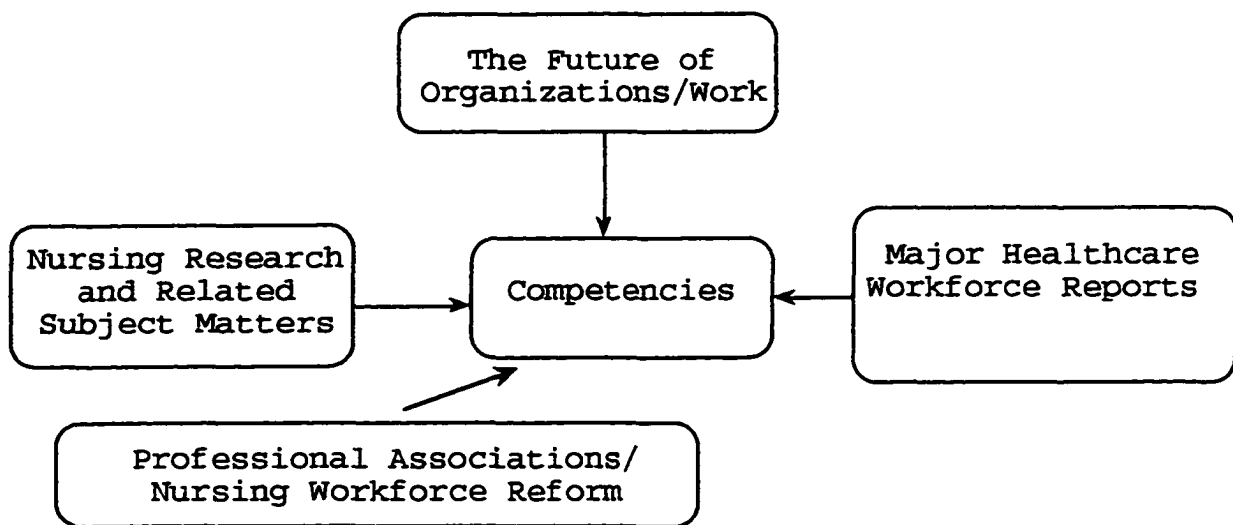 The Future of
Organizations/Work
Nursing Research
and Related
Subject Matters
Competencies
Major Healthcare
Workforce Reports
Professional Associations/
Nursing Workforce Reform